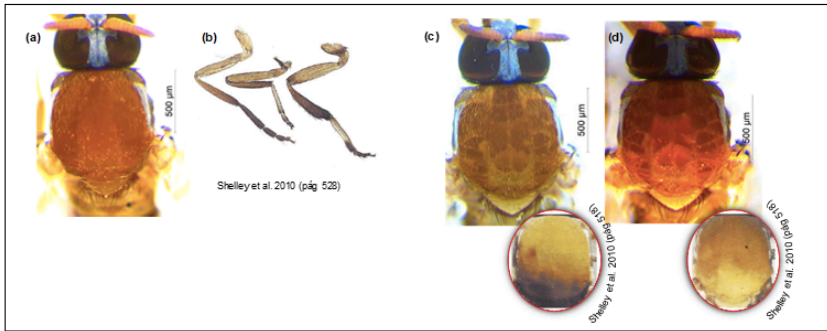 (a)
(b)
(c)
(d)
500 µm
500 µm
500 µm
Shelley et al. 2010 (pág 528)
Shelley et al. 2010 (pág 518)
Shelley et al. 2010 (pág 518)